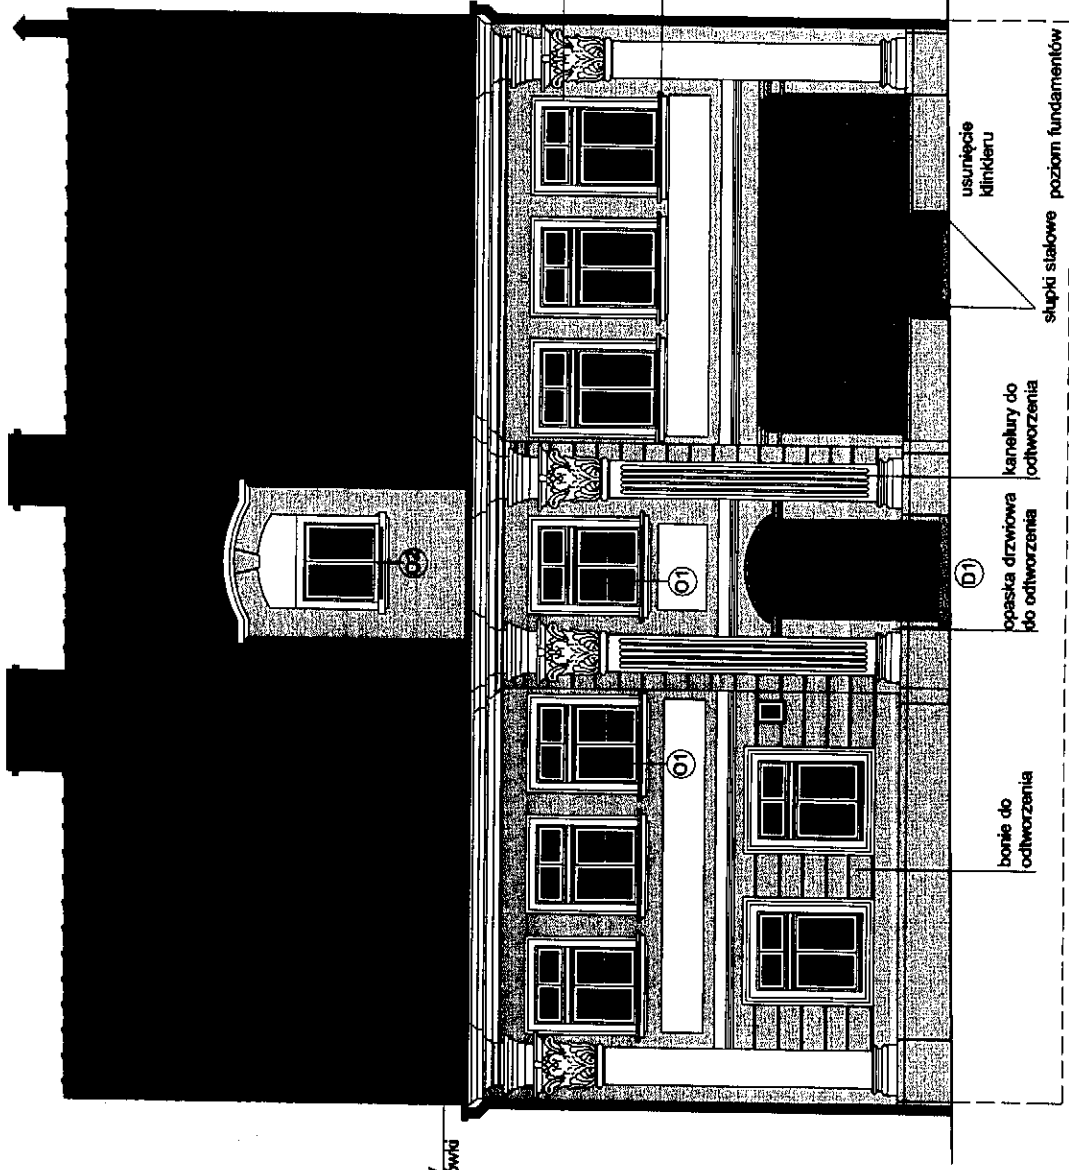 O2
O1
O1
D1
bonie do
odtworzenia
opaska drzwiowa
do odtworzenia
kanelury do
odtworzenia
słupki stalowe
usunięcie
klinkieru
poziom fundamentów